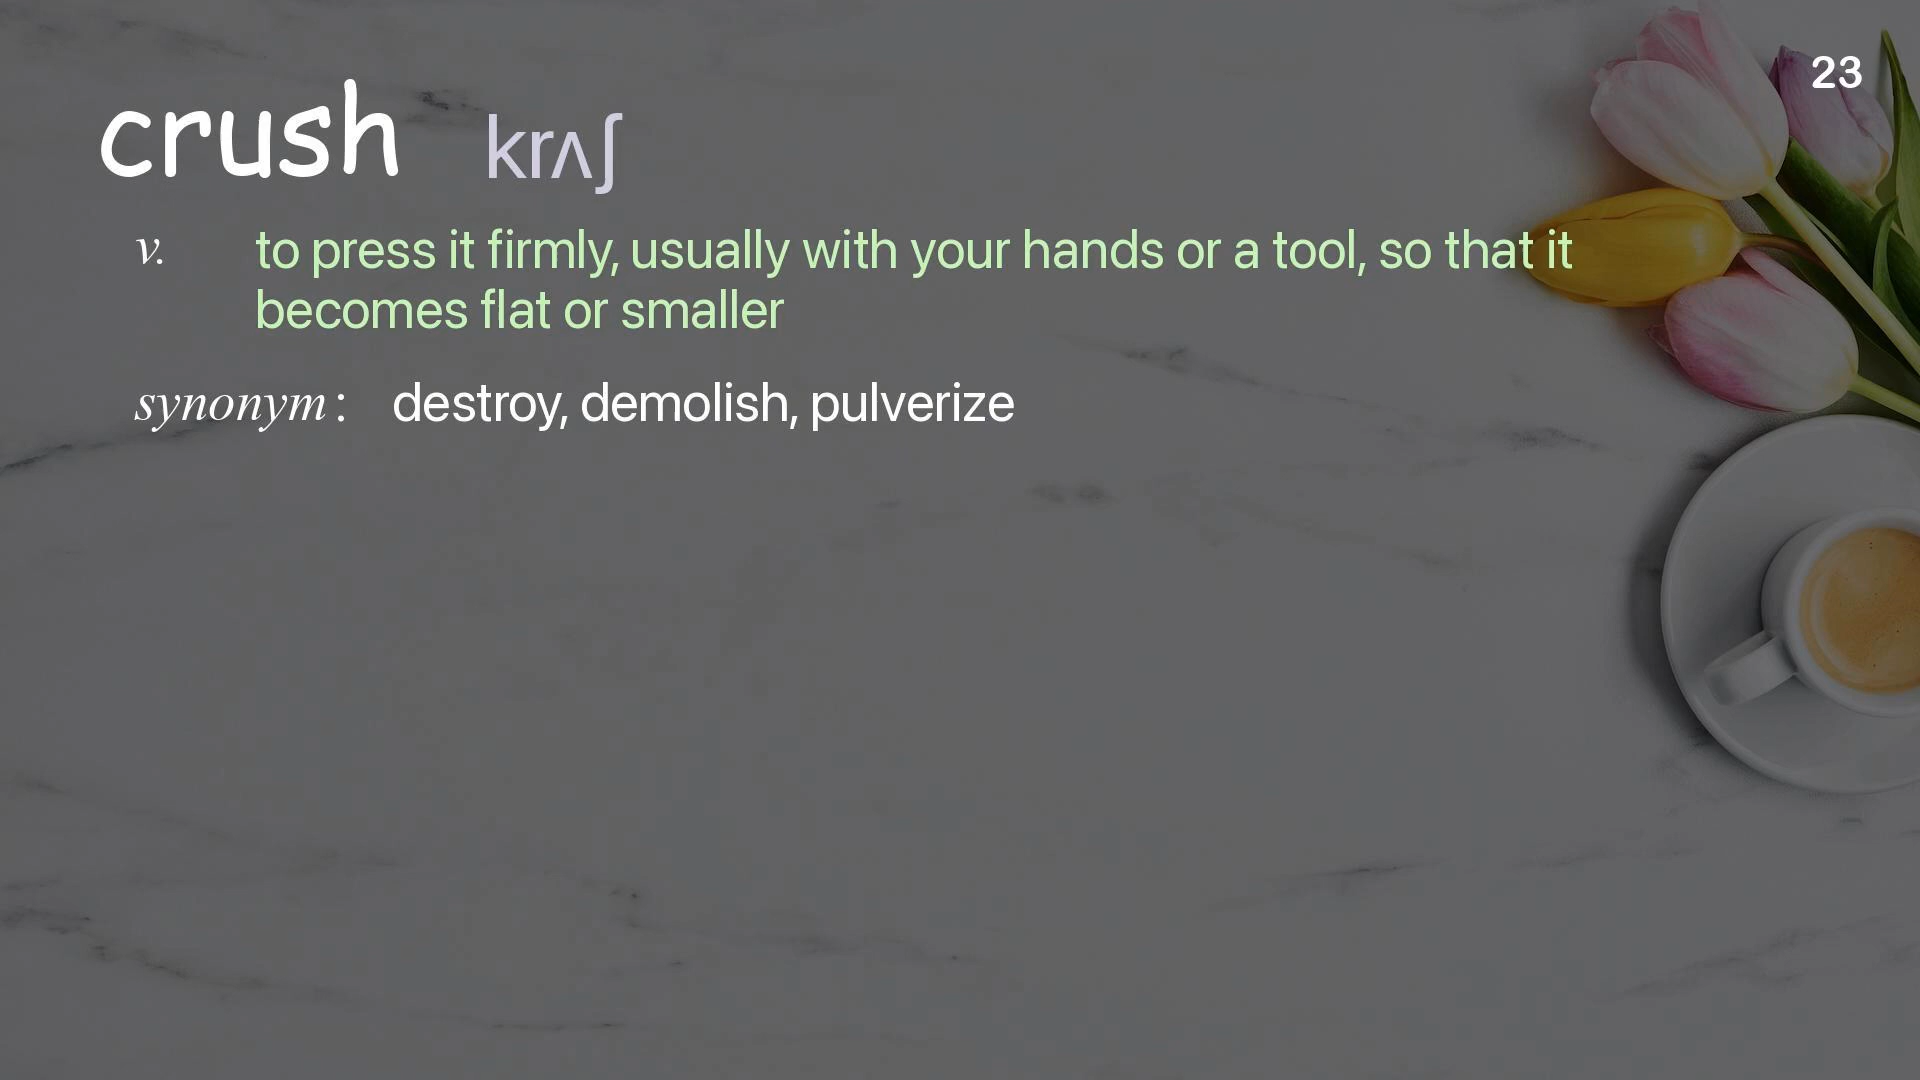 23
crush krʌʃ
v. to press it firmly, usually with your hands or a tool, so that it
becomes flat or smaller
synonym : destroy, demolish, pulverize